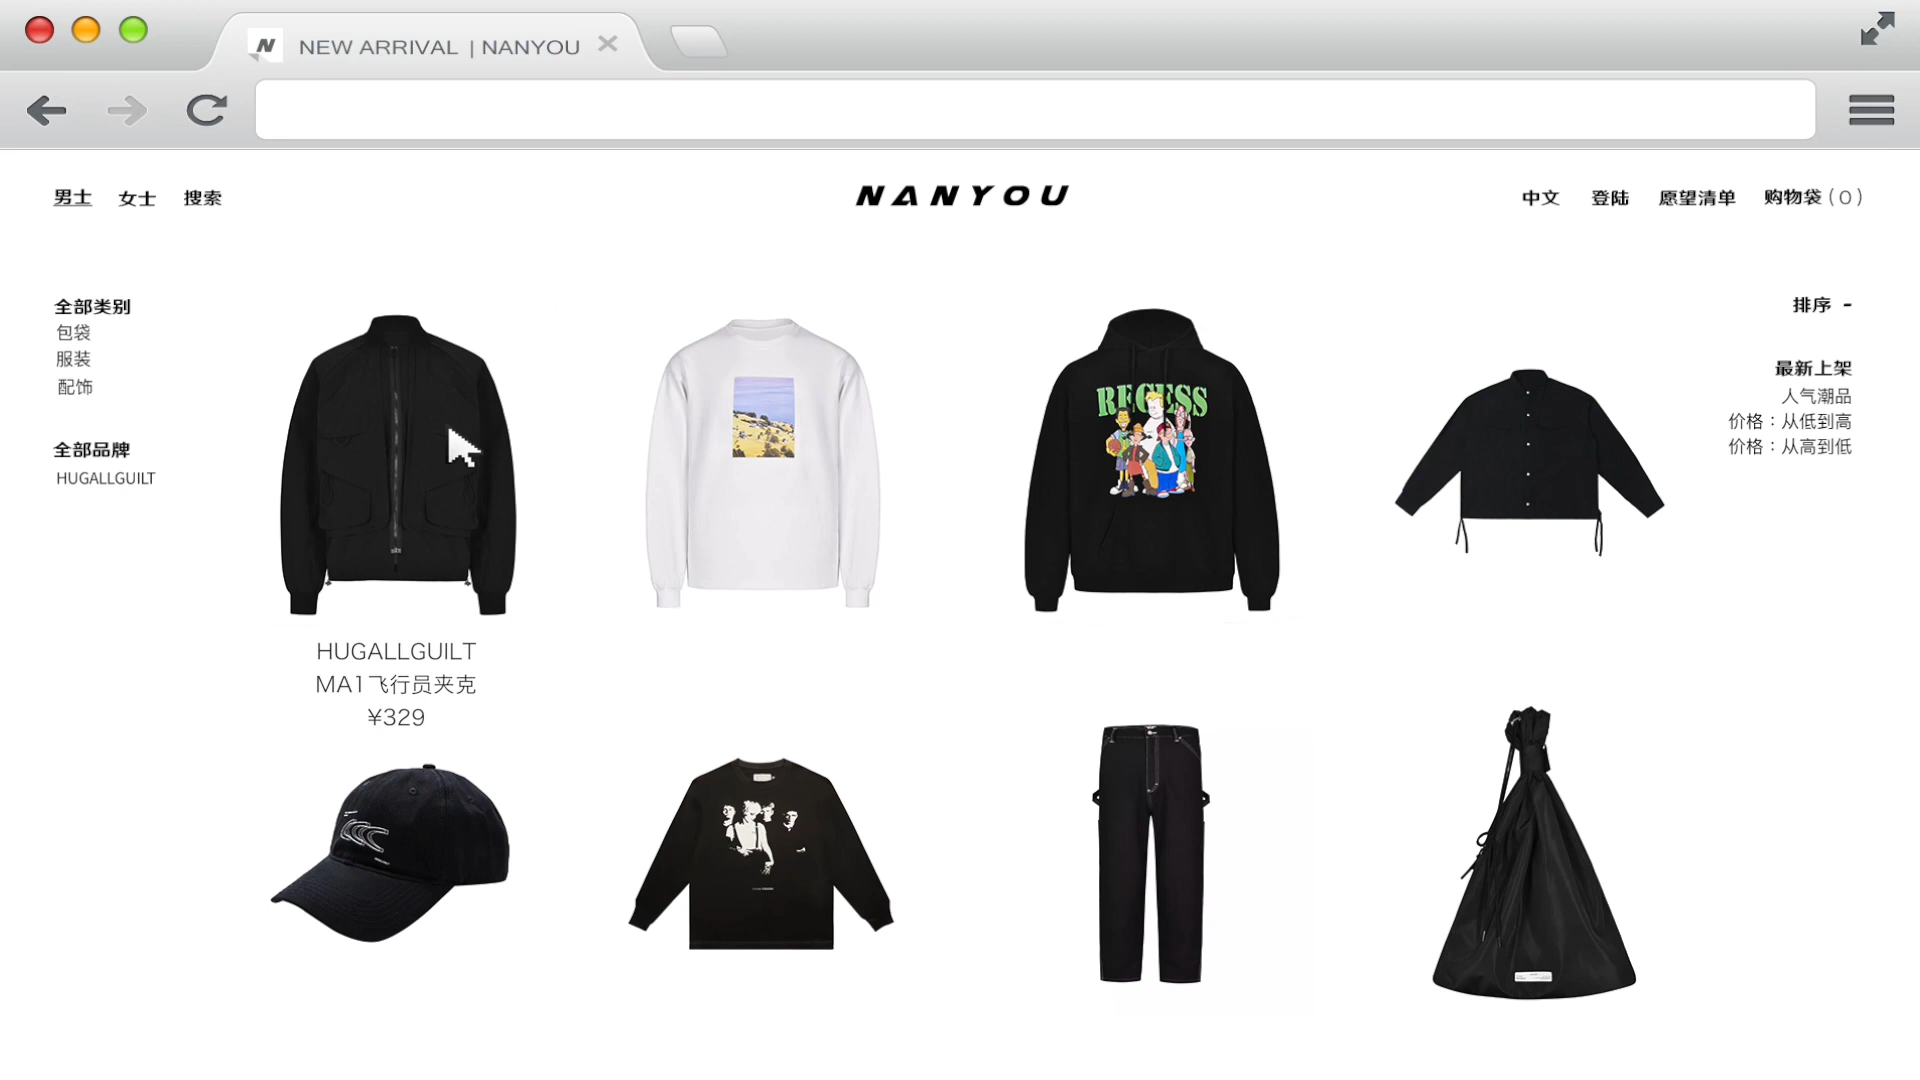 NEW ARRIVAL | NANYOU
男士 女士 搜索
NANYOU
中文 登陆 愿望清单 购物袋(0)
全部类别
包袋
服装
配饰
全部品牌
HUGALLGUILT
排序 -
最新上架
人气潮品
价格：从低到高
价格：从高到低
RECESS
HUGALLGUILT
MA1飞行员夹克
¥329